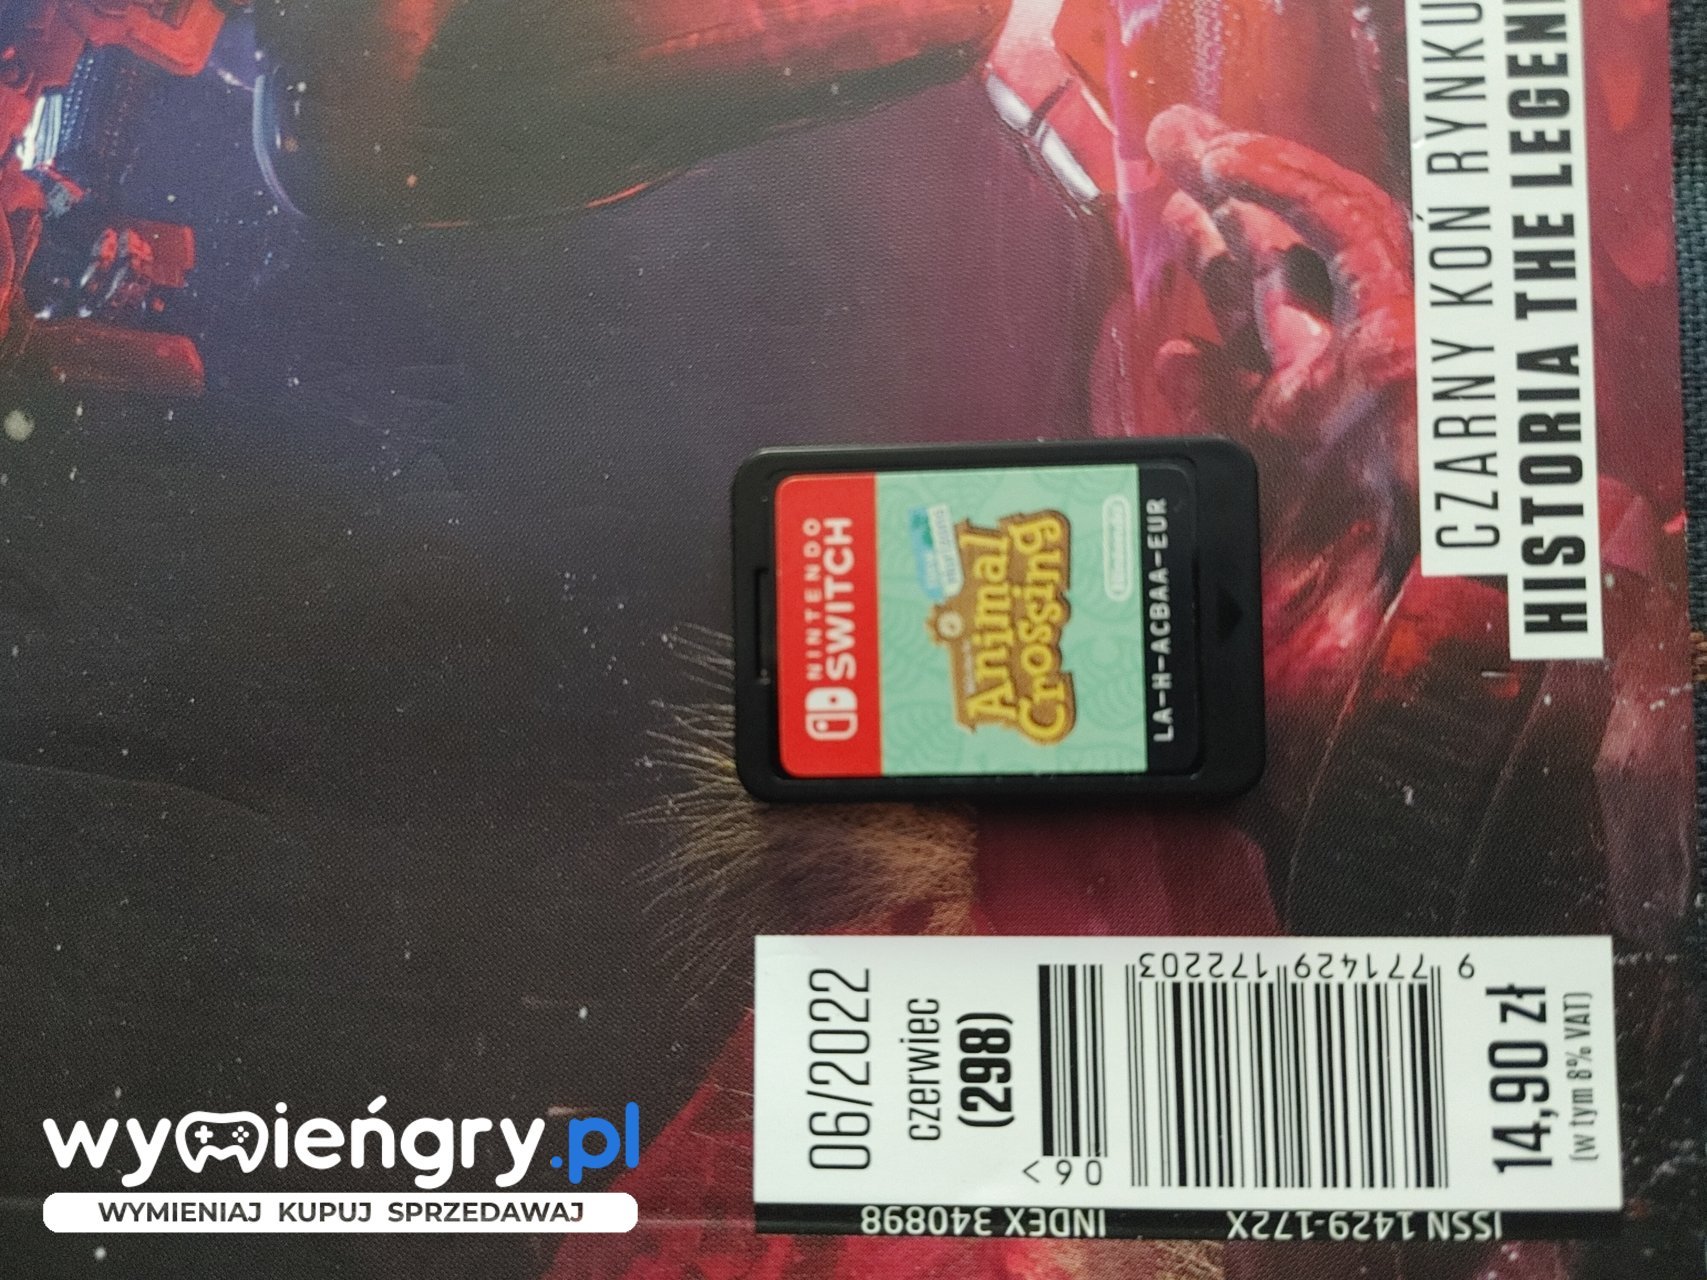 CZARNY KOŃ RYNKU
HISTORIA THE LEGEN
NINTENDO
SWITCH
Animal
Crossing
Nintendo
LA-H-ACBAA-EUR
06/2022
czerwiec
(298)
06>
9 771429 172203
14,90 zł
(w tym 8% VAT)
INDEX 340898
ISSN 1429-172X
wymieńgry.pl
WYMIENIAJ KUPUJ SPRZEDAWAJ